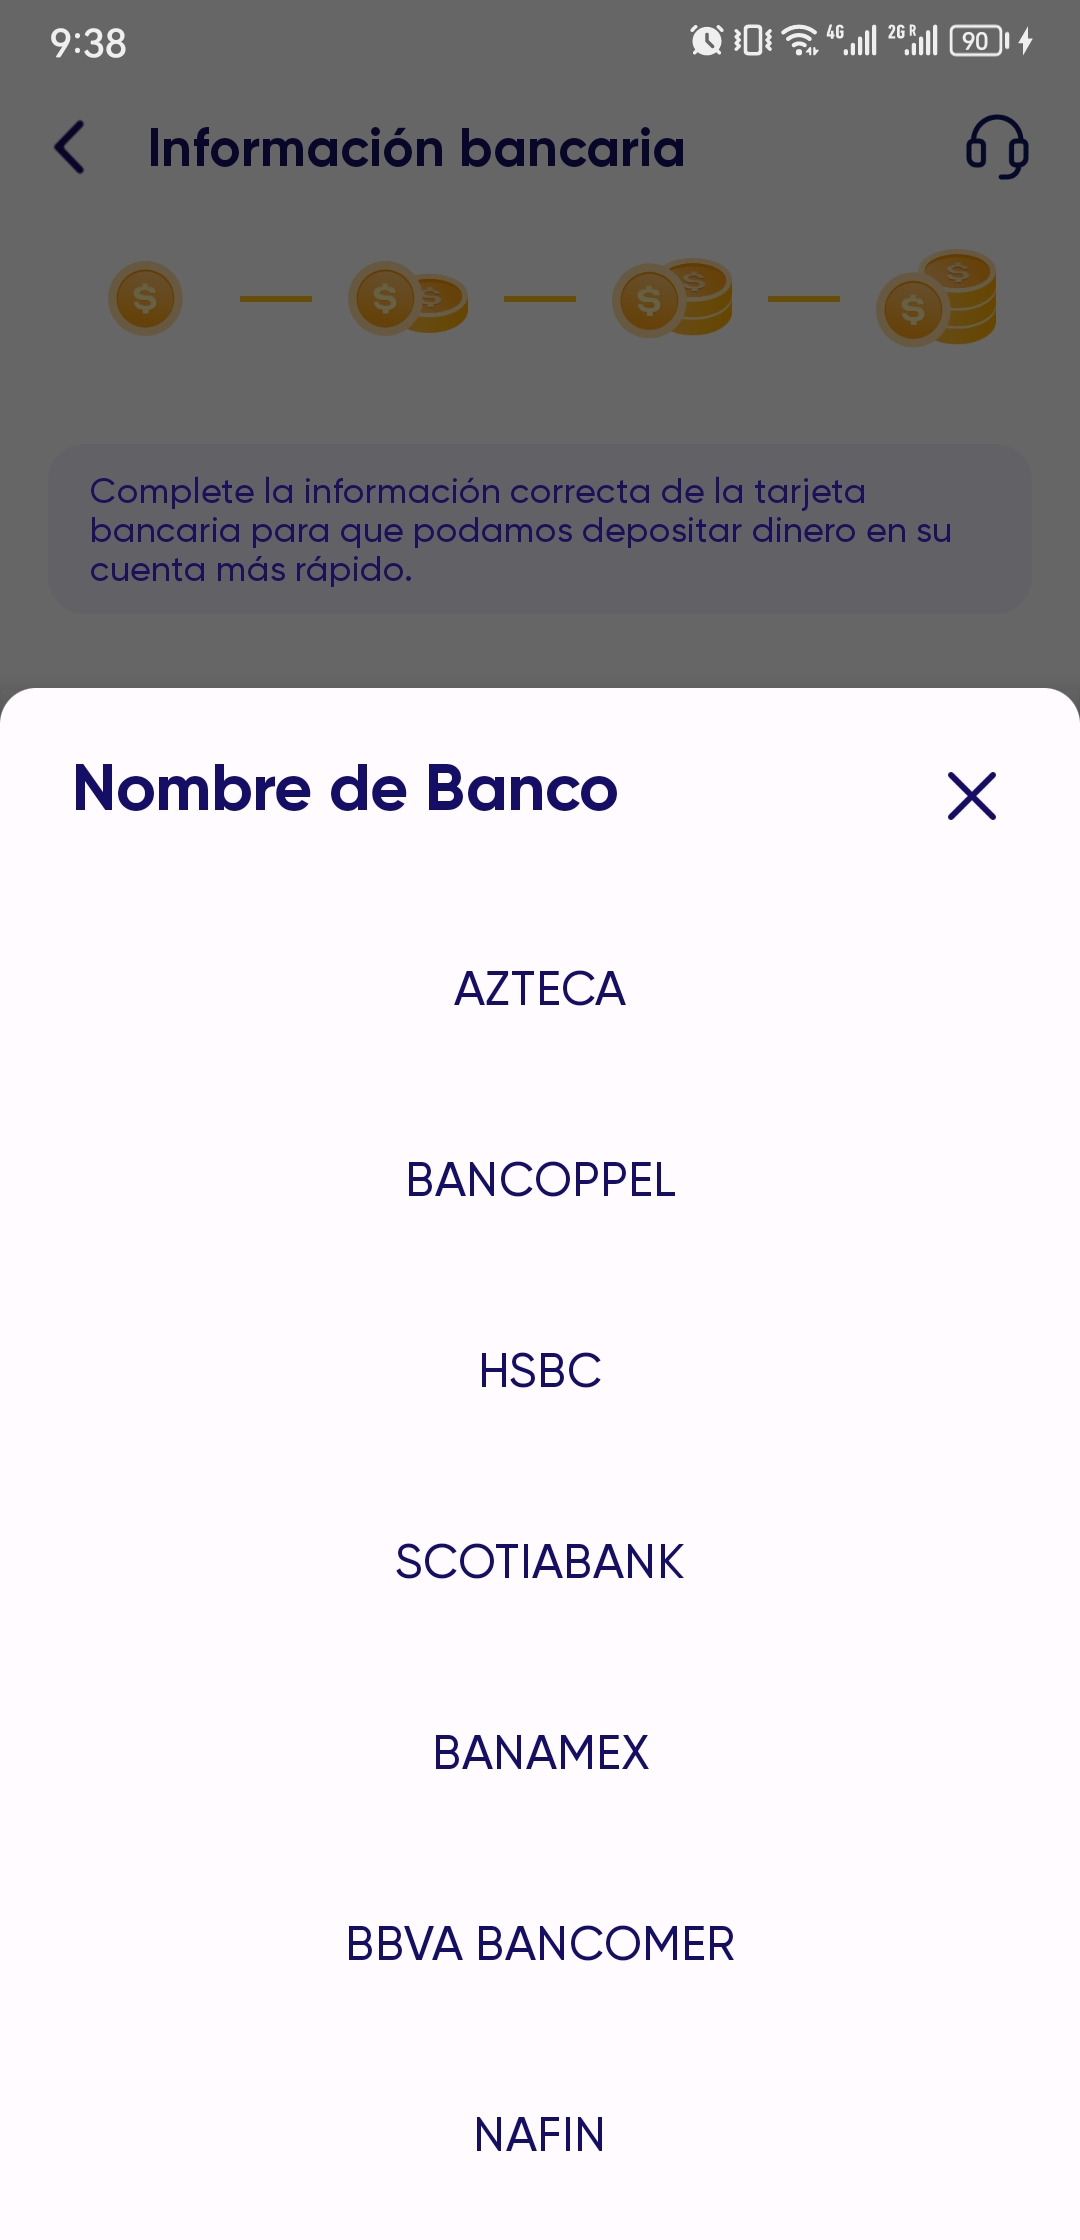 9:38
4G
2G R
90
Información bancaria
Complete la información correcta de la tarjeta
bancaria para que podamos depositar dinero en su
cuenta más rápido.
Nombre de Banco
AZTECA
BANCOPPEL
HSBC
SCOTIABANK
BANAMEX
BBVA BANCOMER
NAFIN